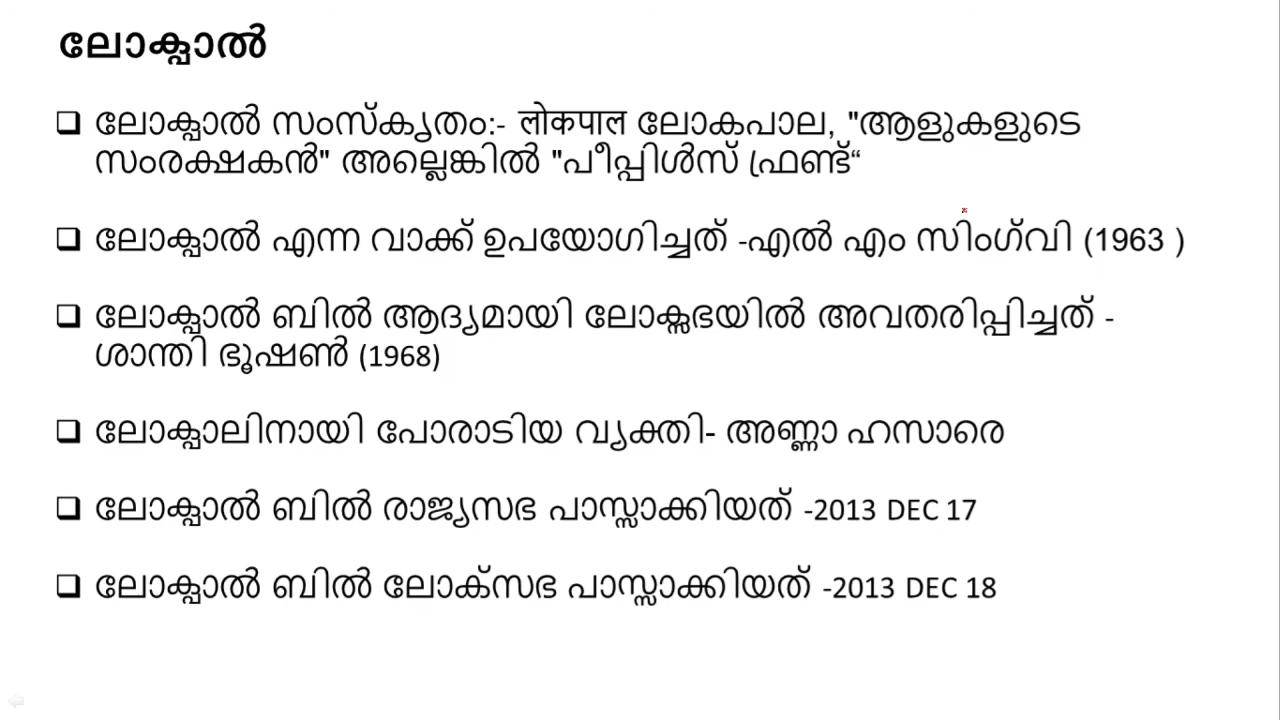 ലോക്പാൽ
❑ ലോക്പാൽ സംസ്കൃതം:- लोकपाल ലോകപാല, "ആളുകളുടെ
സംരക്ഷകൻ" അല്ലെങ്കിൽ "പീപ്പിൾസ് ഫ്രണ്ട്“
❑ ലോക്പാൽ എന്ന വാക്ക് ഉപയോഗിച്ചത് -എൽ എം സിംഗ്‌വി (1963 )
❑ ലോക്പാൽ ബിൽ ആദ്യമായി ലോക്സഭയിൽ അവതരിപ്പിച്ചത് -
ശാന്തി ഭൂഷൺ (1968)
❑ ലോക്പാലിനായി പോരാടിയ വ്യക്തി- അണ്ണാ ഹസാരെ
❑ ലോക്പാൽ ബിൽ രാജ്യസഭ പാസ്സാക്കിയത് -2013 DEC 17
❑ ലോക്പാൽ ബിൽ ലോക്സഭ പാസ്സാക്കിയത് -2013 DEC 18